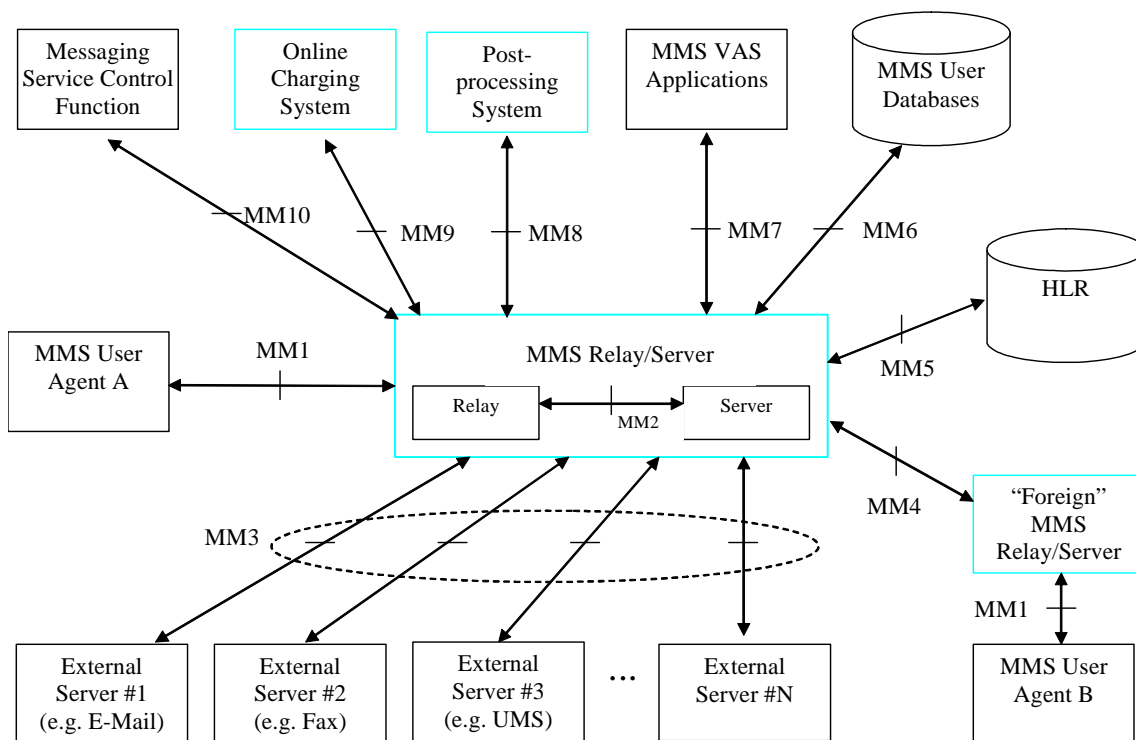 Messaging
Service Control
Function
Online
Charging
System
Post-
processing
System
MMS VAS
Applications
MMS User
Databases
MM10
MM9
MM8
MM7
MM6
HLR
MMS User
Agent A
MM1
MMS Relay/Server
Relay
MM2
Server
MM5
MM4
“Foreign”
MMS
Relay/Server
MM3
MM1
External
Server #1
(e.g. E-Mail)
External
Server #2
(e.g. Fax)
External
Server #3
(e.g. UMS)
...
External
Server #N
MMS User
Agent B